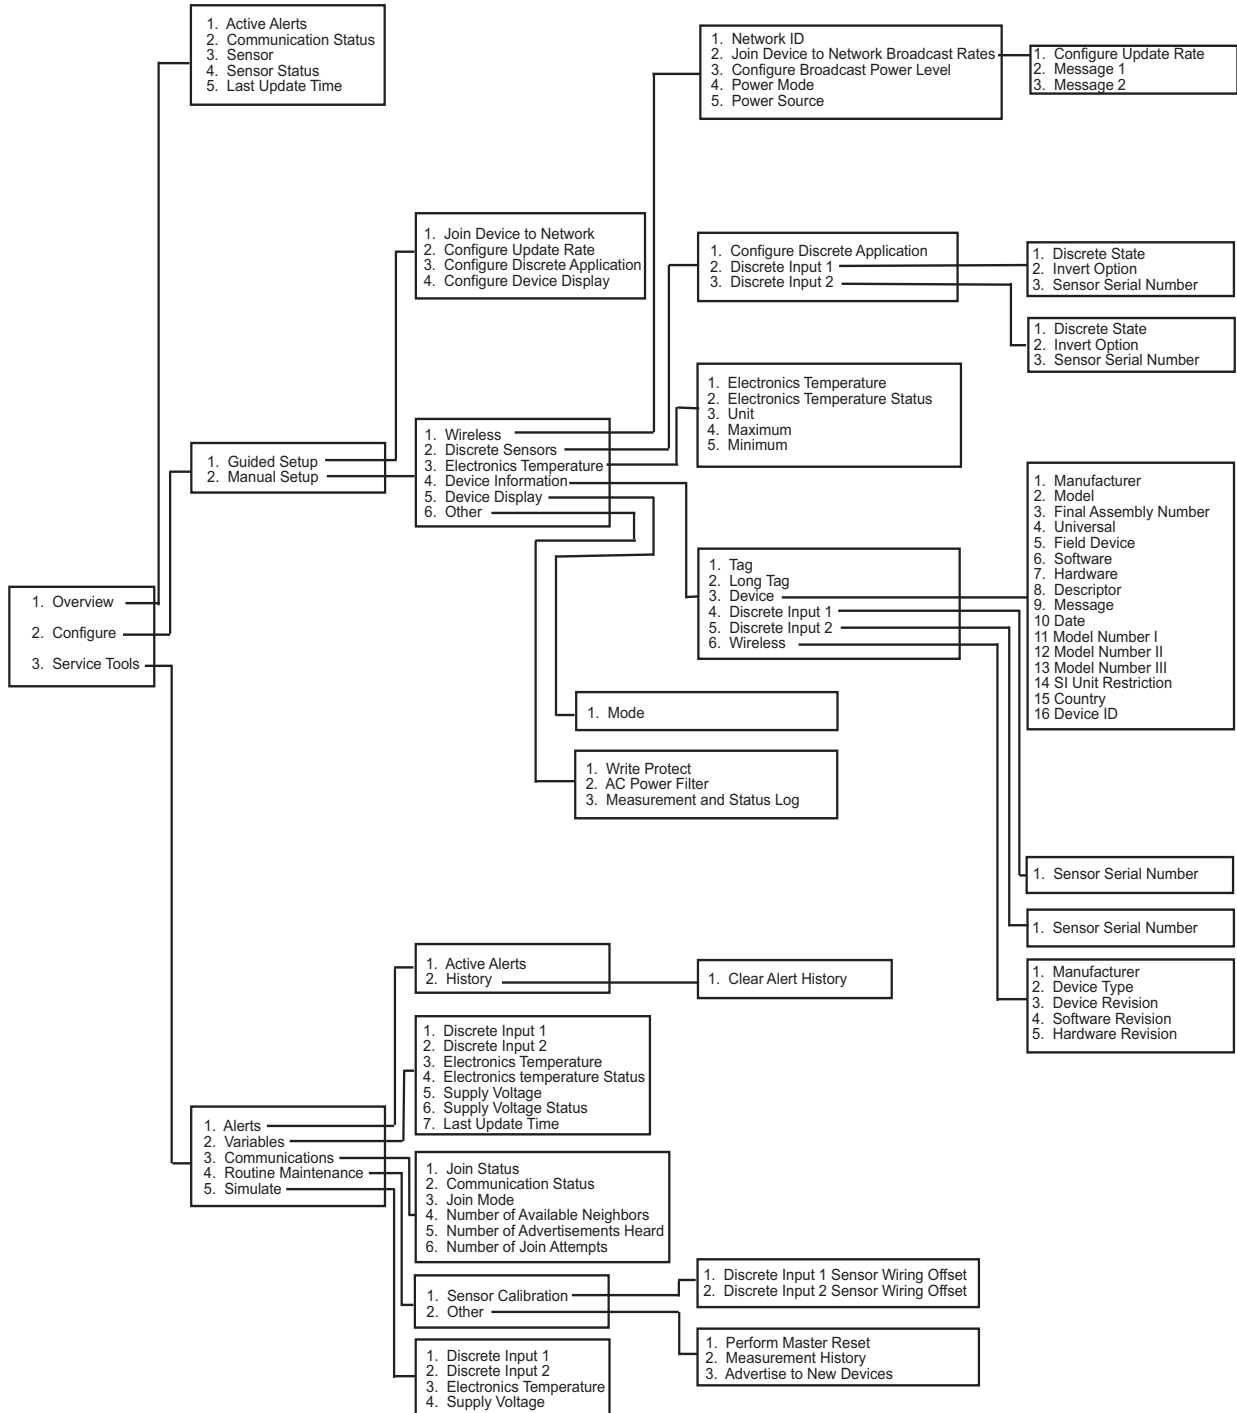 1. Active Alerts
2. Communication Status
3. Sensor
4. Sensor Status
5. Last Update Time
1. Network ID
2. Join Device to Network Broadcast Rates
3. Configure Broadcast Power Level
4. Power Mode
5. Power Source
1. Configure Update Rate
2. Message 1
3. Message 2
1. Join Device to Network
2. Configure Update Rate
3. Configure Discrete Application
4. Configure Device Display
1. Configure Discrete Application
2. Discrete Input 1
3. Discrete Input 2
1. Discrete State
2. Invert Option
3. Sensor Serial Number
1. Discrete State
2. Invert Option
3. Sensor Serial Number
1. Electronics Temperature
2. Electronics Temperature Status
3. Unit
4. Maximum
5. Minimum
1. Guided Setup
2. Manual Setup
1. Wireless
2. Discrete Sensors
3. Electronics Temperature
4. Device Information
5. Device Display
6. Other
1. Manufacturer
2. Model
3. Final Assembly Number
4. Universal
5. Field Device
6. Software
7. Hardware
8. Descriptor
9. Message
10 Date
11 Model Number I
12 Model Number II
13 Model Number III
14 SI Unit Restriction
15 Country
16 Device ID
1. Tag
2. Long Tag
3. Device
4. Discrete Input 1
5. Discrete Input 2
6. Wireless
1. Overview
2. Configure
3. Service Tools
1. Mode
1. Write Protect
2. AC Power Filter
3. Measurement and Status Log
1. Sensor Serial Number
1. Sensor Serial Number
1. Active Alerts
2. History
1. Clear Alert History
1. Manufacturer
2. Device Type
3. Device Revision
4. Software Revision
5. Hardware Revision
1. Discrete Input 1
2. Discrete Input 2
3. Electronics Temperature
4. Electronics temperature Status
5. Supply Voltage
6. Supply Voltage Status
7. Last Update Time
1. Alerts
2. Variables
3. Communications
4. Routine Maintenance
5. Simulate
1. Join Status
2. Communication Status
3. Join Mode
4. Number of Available Neighbors
5. Number of Advertisements Heard
6. Number of Join Attempts
1. Sensor Calibration
2. Other
1. Discrete Input 1 Sensor Wiring Offset
2. Discrete Input 2 Sensor Wiring Offset
1. Perform Master Reset
2. Measurement History
3. Advertise to New Devices
1. Discrete Input 1
2. Discrete Input 2
3. Electronics Temperature
4. Supply Voltage